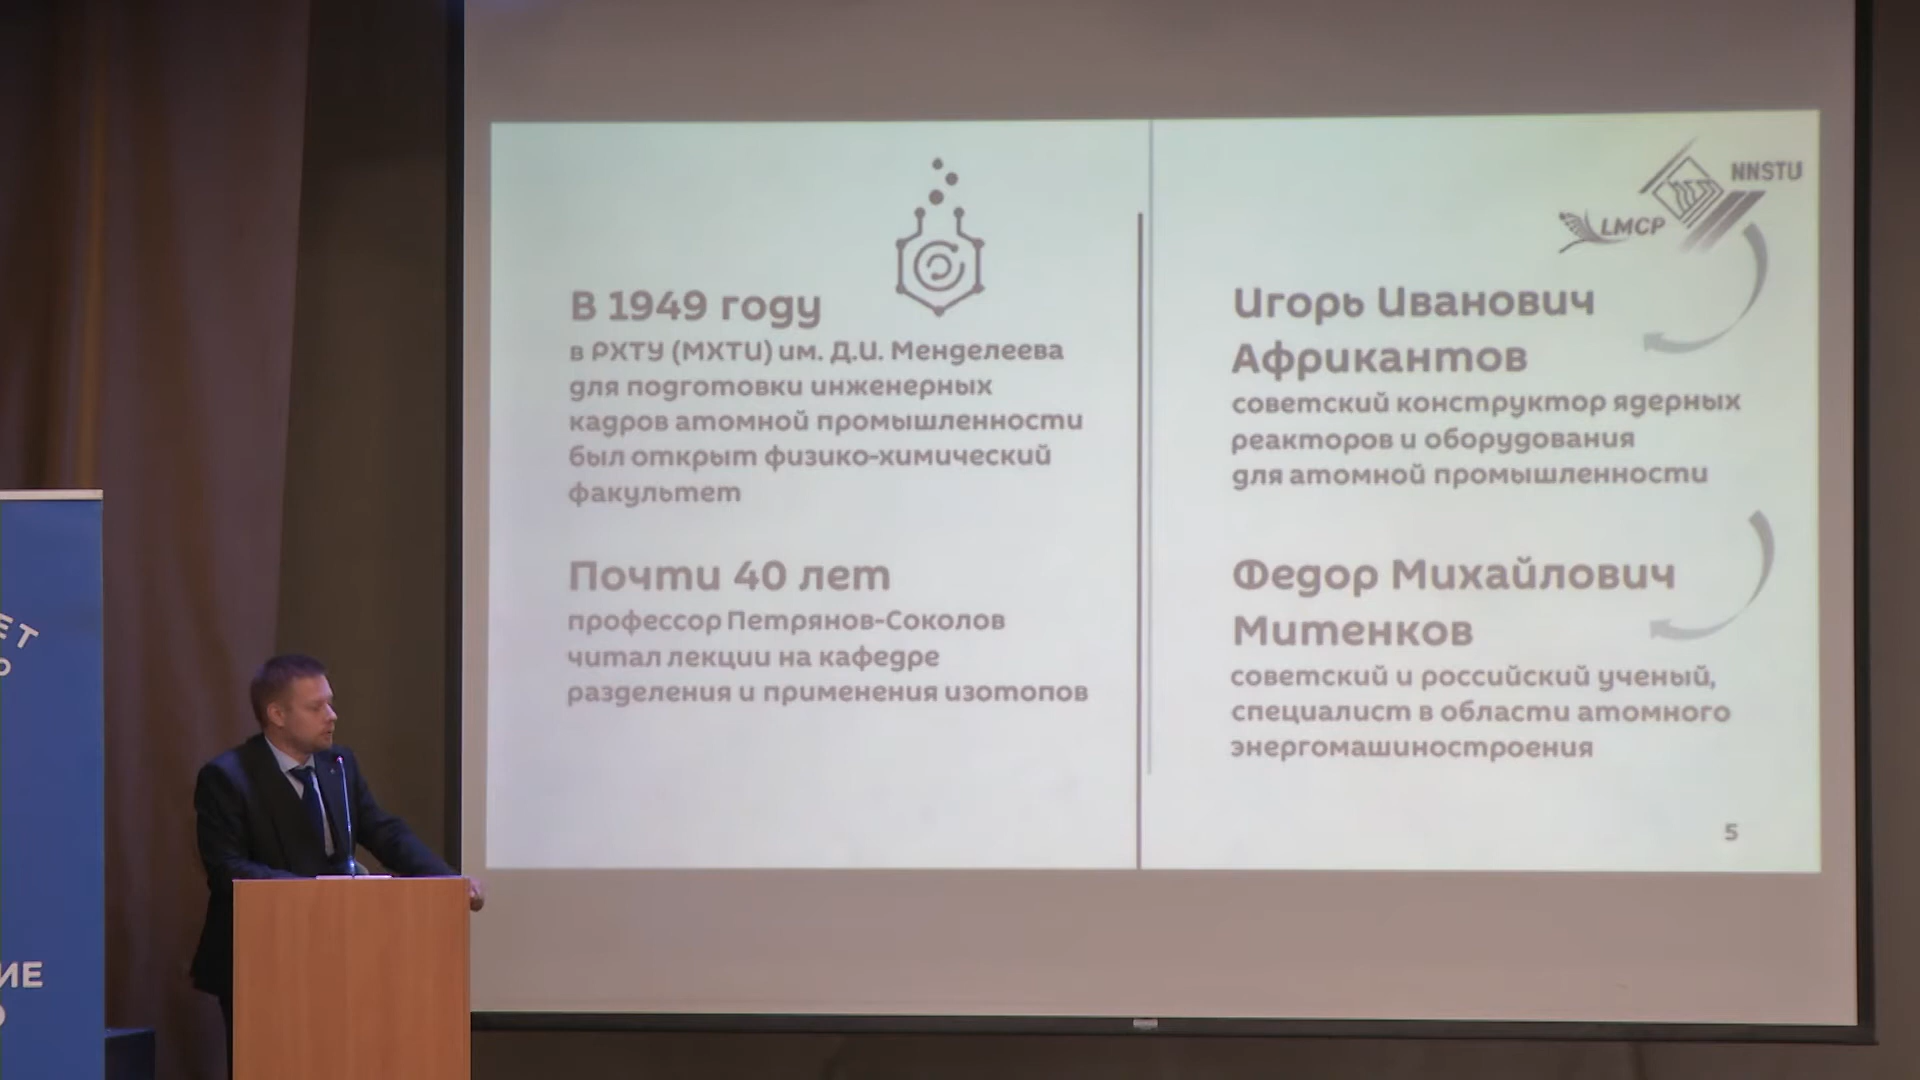 В 1949 году
в РХТУ (МХТИ) им. Д.И. Менделеева
для подготовки инженерных
кадров атомной промышленности
был открыт физико-химический
факультет
Почти 40 лет
профессор Петрянов-Соколов
читал лекции на кафедре
разделения и применения изотопов
NNSTU
LMCP
Игорь Иванович
Африкантов
советский конструктор ядерных
реакторов и оборудования
для атомной промышленности
Федор Михайлович
Митенков
советский и российский ученый,
специалист в области атомного
энергомашиностроения
5
ЕТ
О
ИЕ